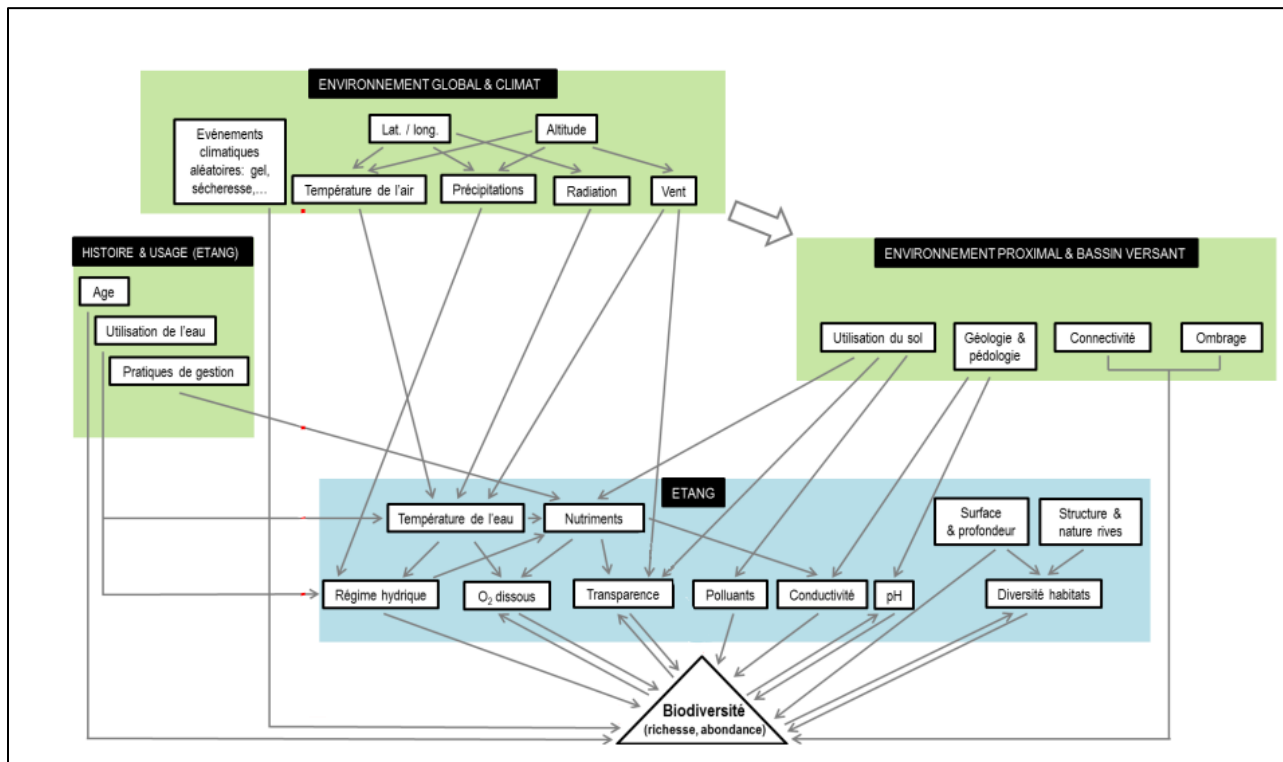 ENVIRONNEMENT GLOBAL & CLIMAT
Evènements
climatiques
aléatoires: gel,
sécheresse,…
Lat. / long.
Altitude
Température de l'air
Précipitations
Radiation
Vent
HISTOIRE & USAGE (ETANG)
Age
Utilisation de l'eau
Pratiques de gestion
ENVIRONNEMENT PROXIMAL & BASSIN VERSANT
Utilisation du sol
Géologie &
pédologie
Connectivité
Ombrage
ETANG
Température de l'eau
Nutriments
Surface
& profondeur
Structure &
nature rives
Régime hydrique
O₂ dissous
Transparence
Polluants
Conductivité
pH
Diversité habitats
Biodiversité
(richesse, abondance)